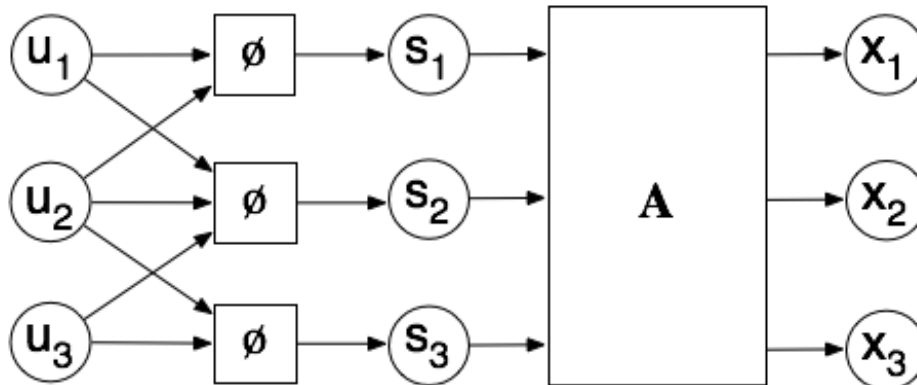 u₁ ø s₁ x₁
u₂ ø s₂ A x₂
u₃ ø s₃ x₃